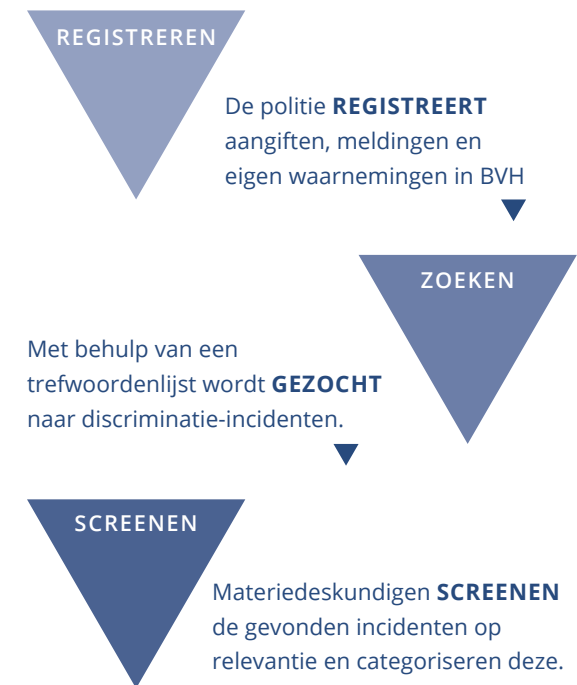 REGISTREREN
De politie REGISTREERT
aangiften, meldingen en
eigen waarnemingen in BVH
ZOEKEN
Met behulp van een
trefwoordenlijst wordt GEZOCHT
naar discriminatie-incidenten.
SCREENEN
Materiedeskundigen SCREENEN
de gevonden incidenten op
relevantie en categoriseren deze.